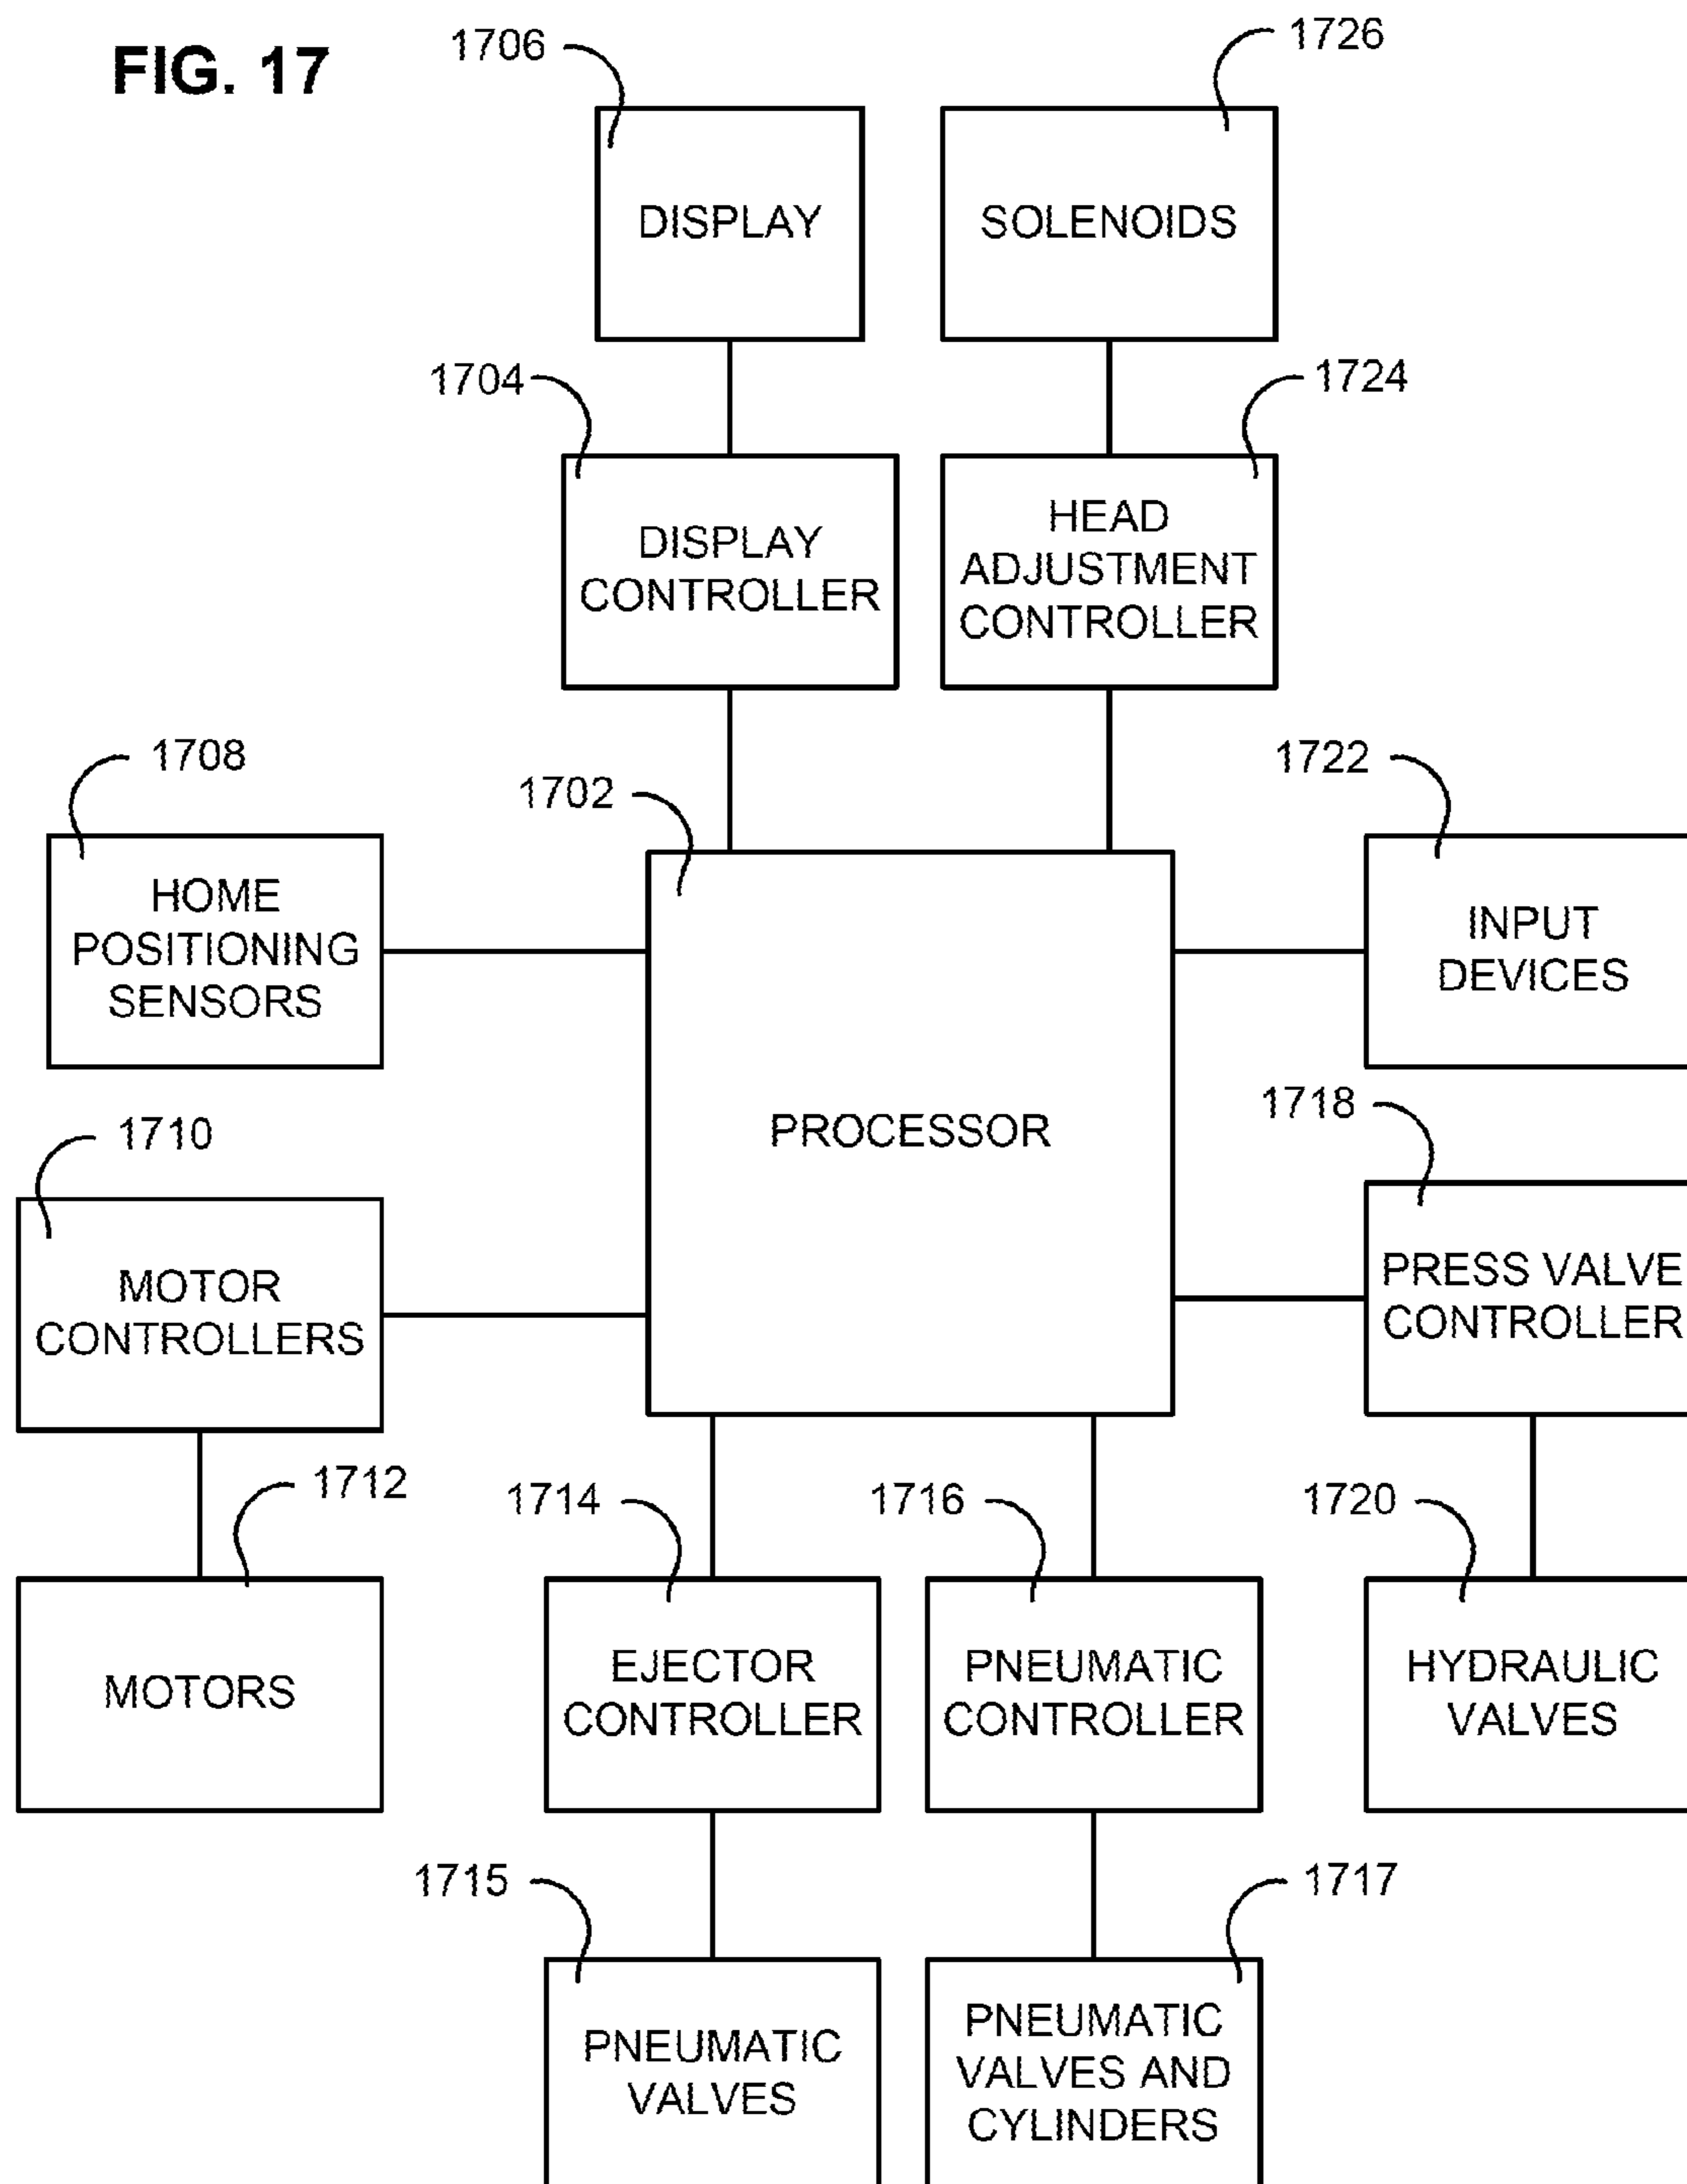 FIG. 17
1706
1726
DISPLAY
SOLENOIDS
1704
1724
DISPLAY
CONTROLLER
HEAD
ADJUSTMENT
CONTROLLER
1708
1702
1722
HOME
POSITIONING
SENSORS
INPUT
DEVICES
PROCESSOR
1710
1718
MOTOR
CONTROLLERS
PRESS VALVE
CONTROLLER
1712
1714
1716
1720
MOTORS
EJECTOR
CONTROLLER
PNEUMATIC
CONTROLLER
HYDRAULIC
VALVES
1715
1717
PNEUMATIC
VALVES
PNEUMATIC
VALVES AND
CYLINDERS